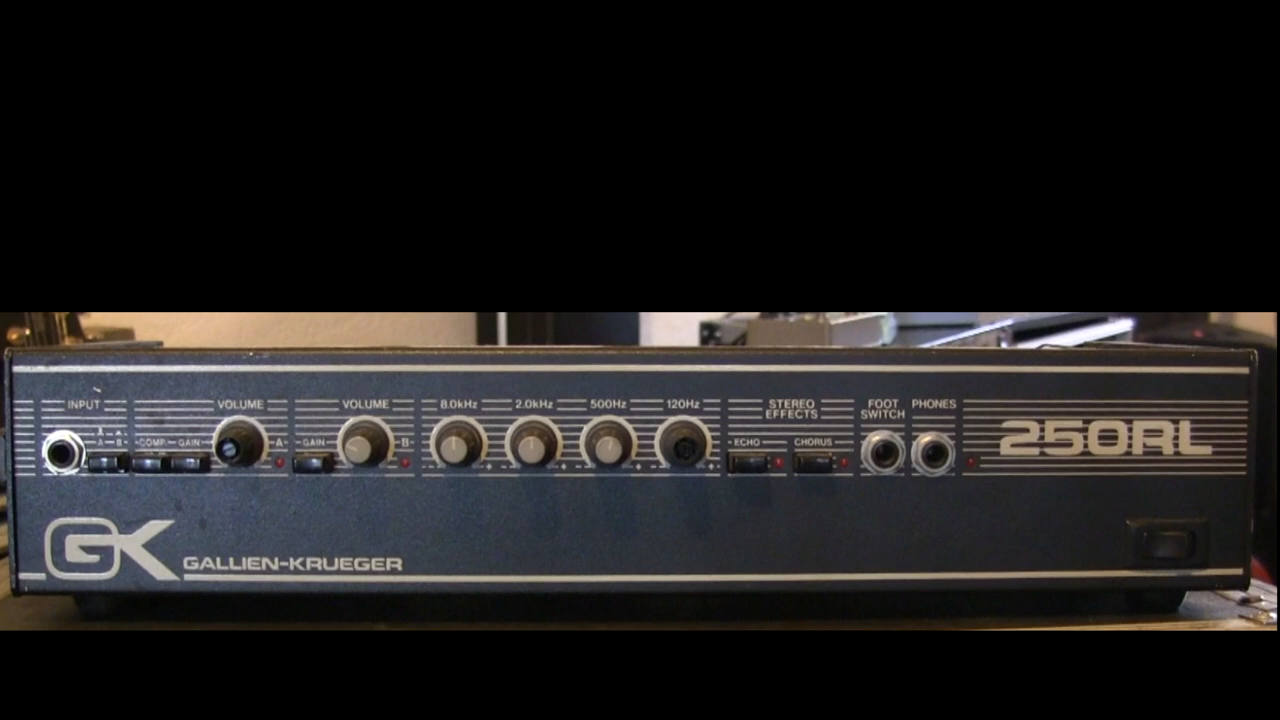 INPUT
VOLUME
VOLUME
8.0kHz
2.0kHz
500Hz
120Hz
STEREO
EFFECTS
FOOT
SWITCH
PHONES
A
A B
COMP. GAIN
A
GAIN
B
ECHO
CHORUS
- +
- +
- +
- +
250RL
GK
GALLIEN-KRUEGER